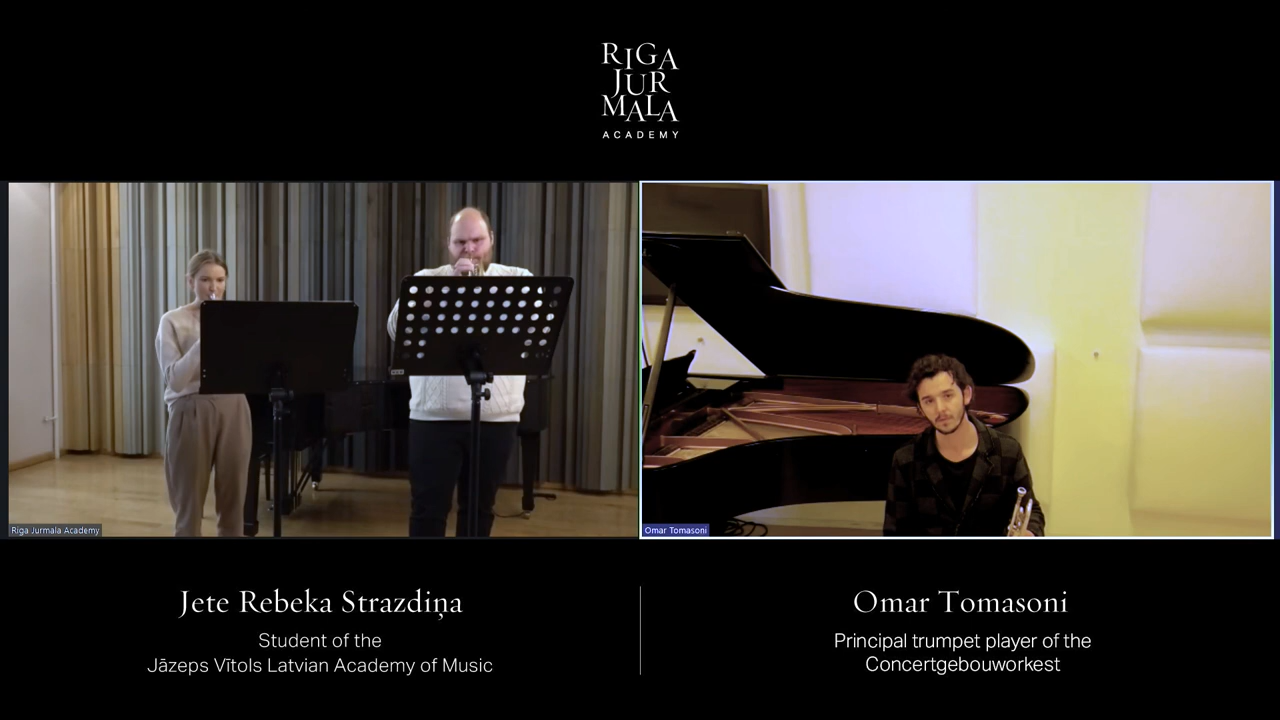 RIGA
JUR
MALA
ACADEMY
Riga Jurmala Academy
Omar Tomasoni
Jete Rebeka Strazdiņa
Student of the
Jāzeps Vītols Latvian Academy of Music
Omar Tomasoni
Principal trumpet player of the
Concertgebouworkest